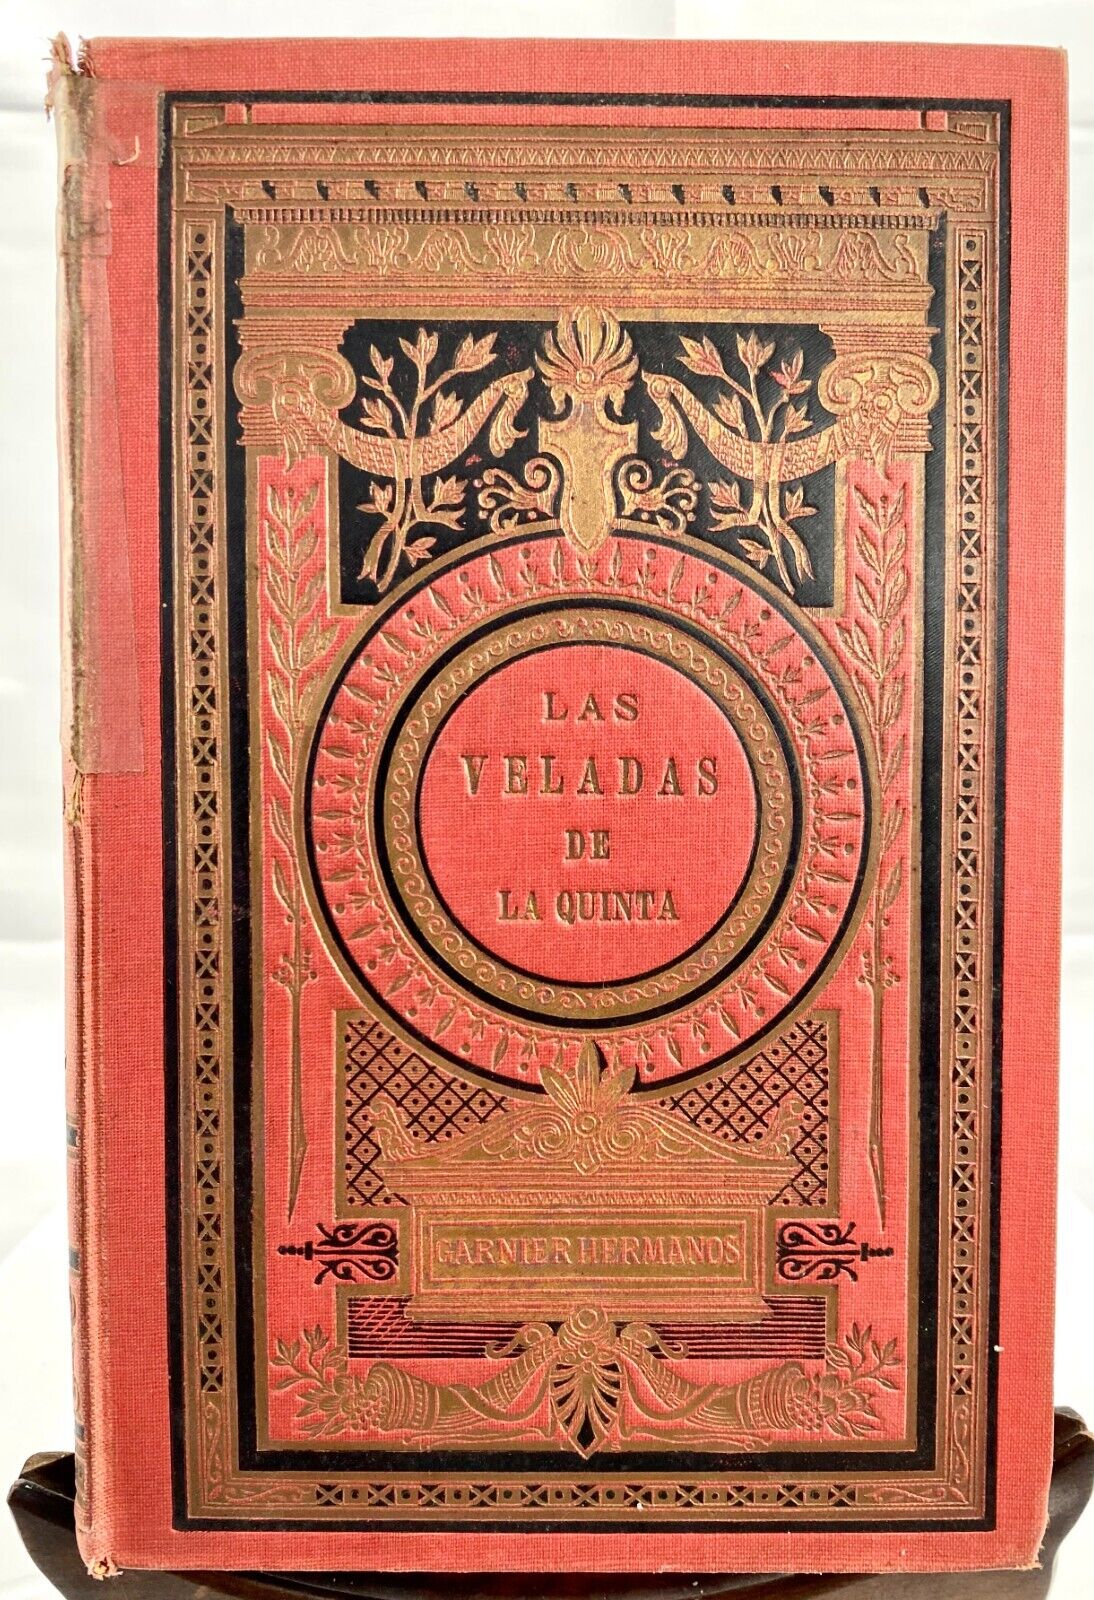 LAS
VELADAS
DE
LA QUINTA
GARNIER HERMANOS